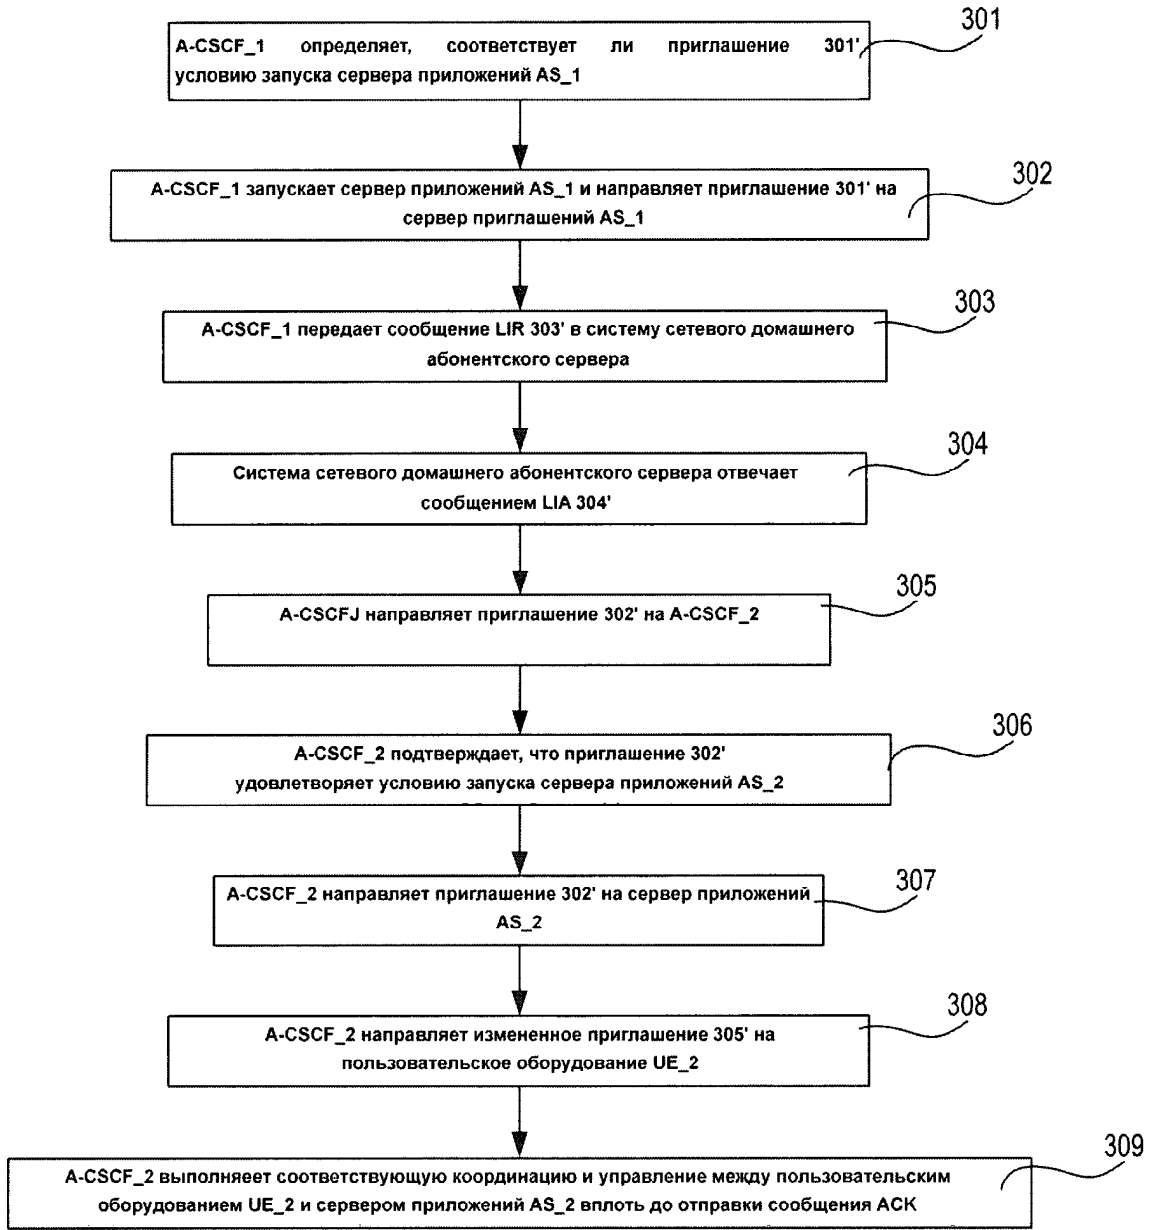 301
A-CSCF_1 определяет, соответствует ли приглашение 301'
условию запуска сервера приложений AS_1
302
A-CSCF_1 запускает сервер приложений AS_1 и направляет приглашение 301' на
сервер приглашений AS_1
303
A-CSCF_1 передает сообщение LIR 303' в систему сетевого домашнего
абонентского сервера
304
Система сетевого домашнего абонентского сервера отвечает
сообщением LIA 304'
305
A-CSCFJ направляет приглашение 302' на A-CSCF_2
306
A-CSCF_2 подтверждает, что приглашение 302'
удовлетворяет условию запуска сервера приложений AS_2
307
A-CSCF_2 направляет приглашение 302' на сервер приложений
AS_2
308
A-CSCF_2 направляет измененное приглашение 305' на
пользовательское оборудование UE_2
309
A-CSCF_2 выполняеет соответствующую координацию и управление между пользовательским
оборудованием UE_2 и сервером приложений AS_2 вплоть до отправки сообщения ACK